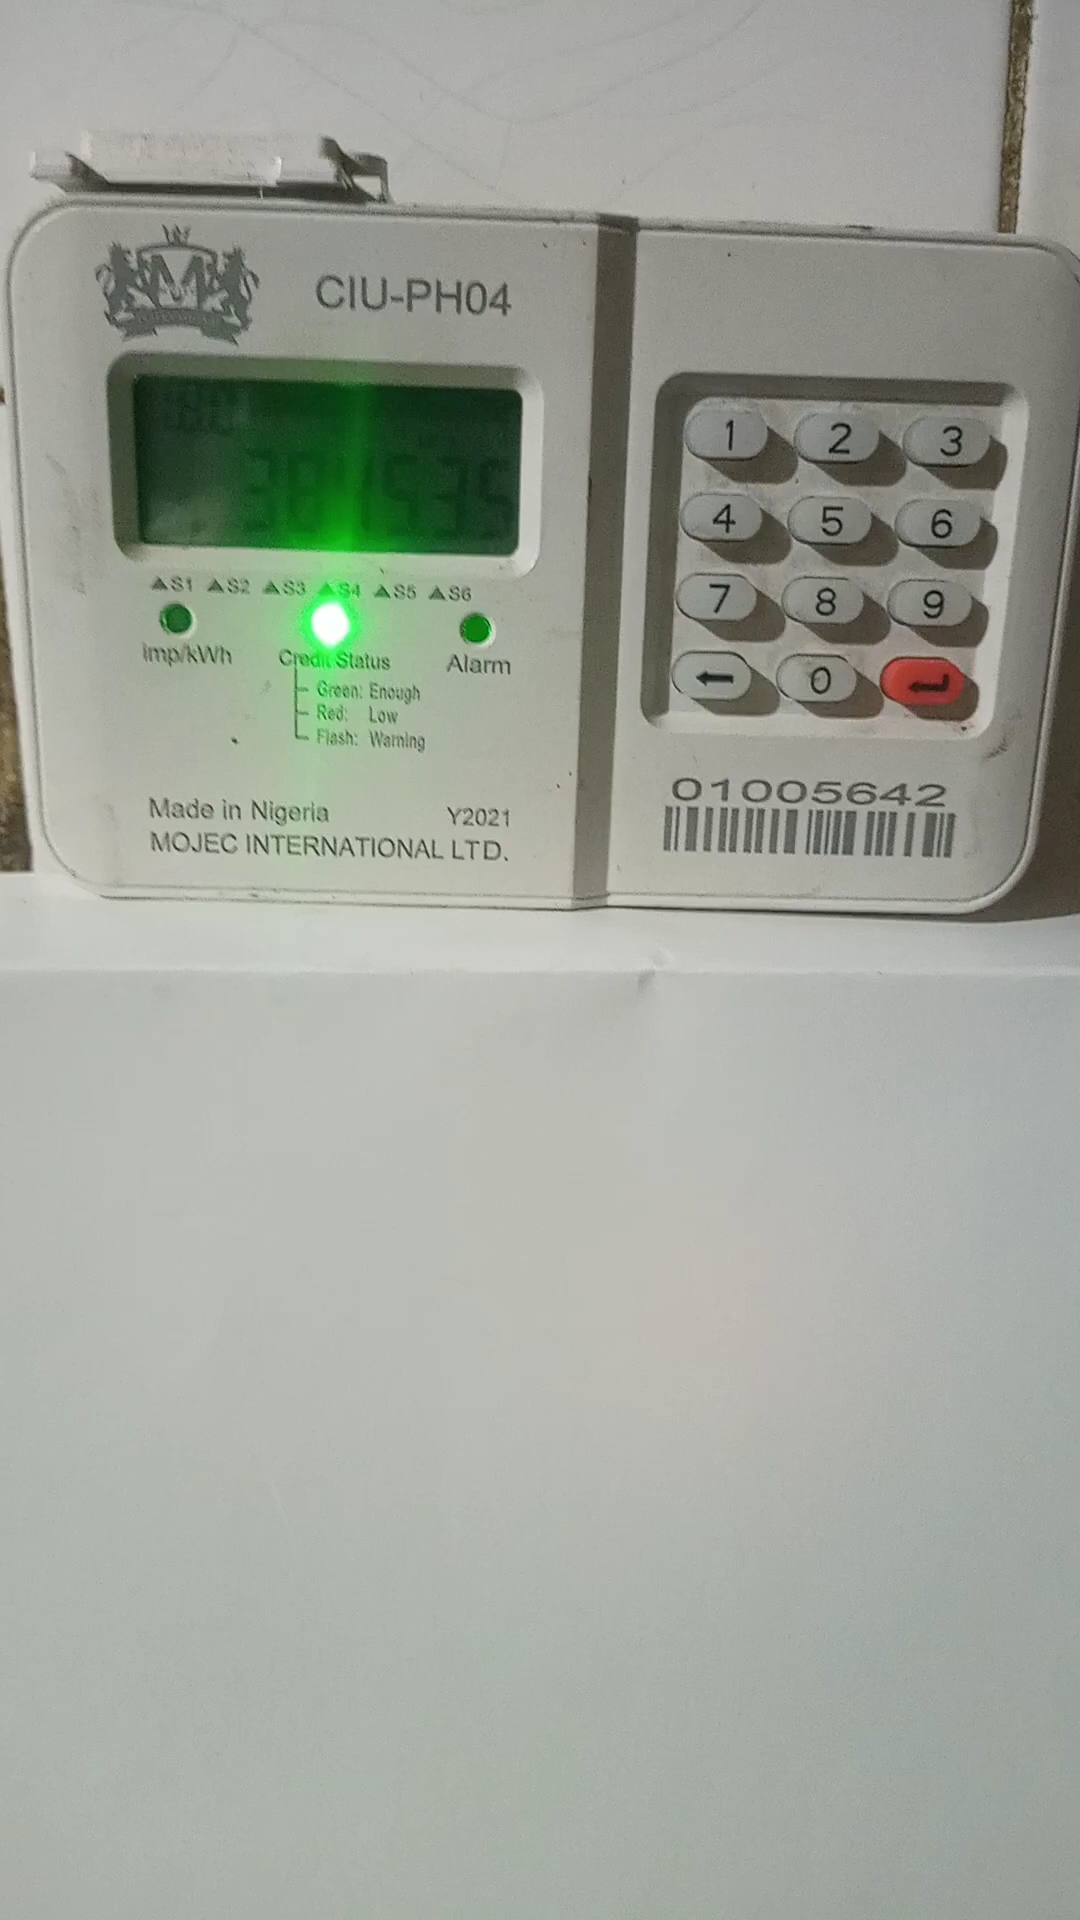 CIU-PH04
▲S1 ▲S2 ▲S3 ▲S4 ▲S5 ▲S6
imp/kWh
Credit Status
Alarm
Green: Enough
Red: Low
Flash: Warning
Made in Nigeria Y2021
MOJEC INTERNATIONAL LTD.
1 2 3
4 5 6
7 8 9
← 0 ↵
01005642